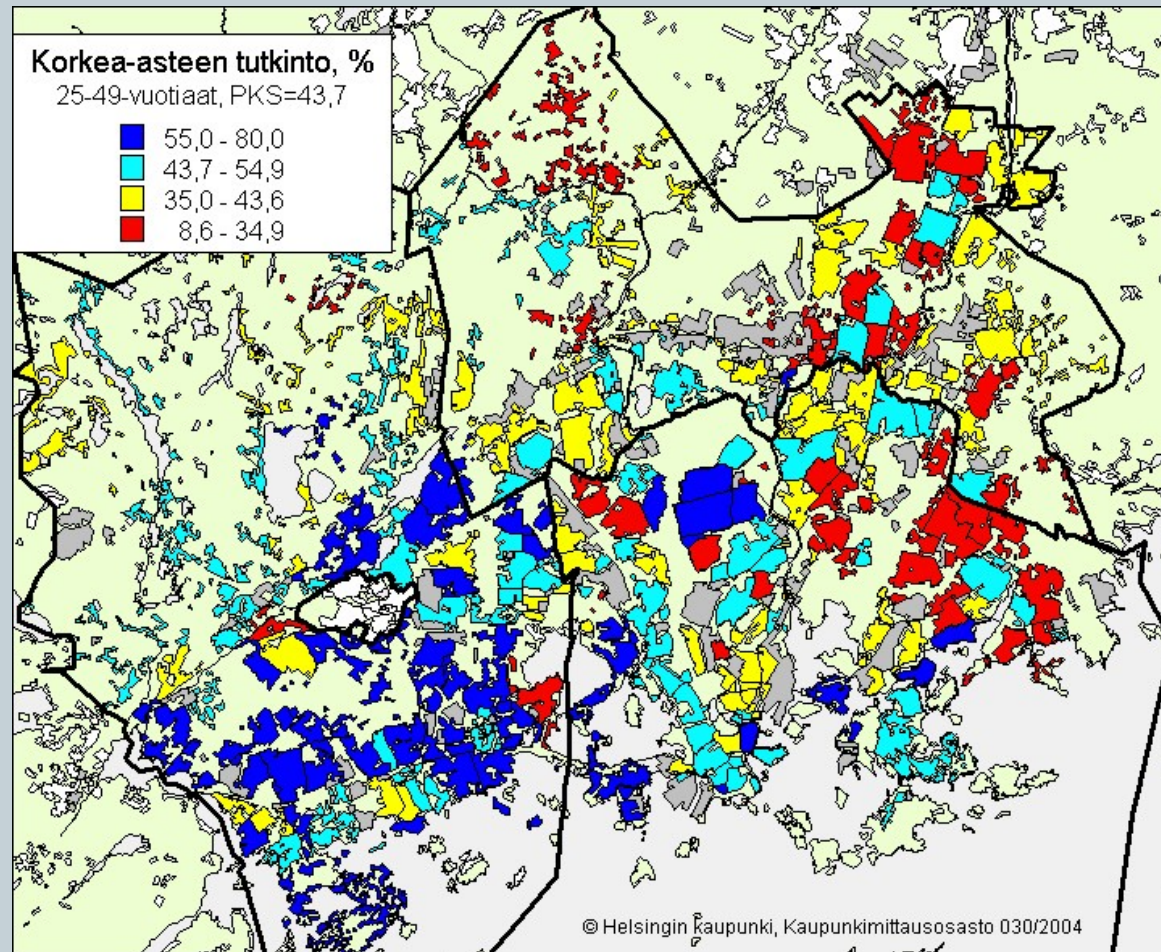 Korkea-asteen tutkinto, %
25-49-vuotiaat, PKS=43,7
55,0 - 80,0
43,7 - 54,9
35,0 - 43,6
8,6 - 34,9
© Helsingin kaupunki, Kaupunkimittausosasto 030/2004